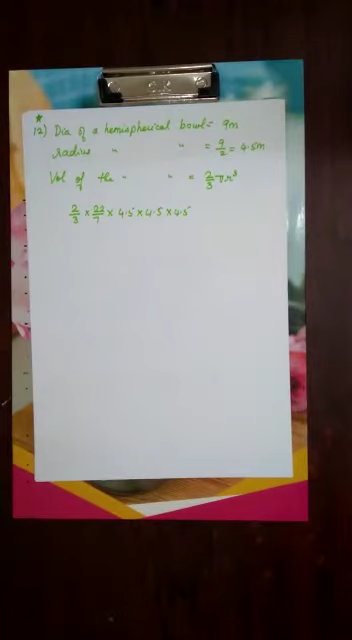 *
12) Dia of a hemispherical bowl = 9m
radius " " = 9/2 = 4.5m
Vol of the " " = 2/3 πr³
2/3 × 22/7 × 4.5 × 4.5 × 4.5